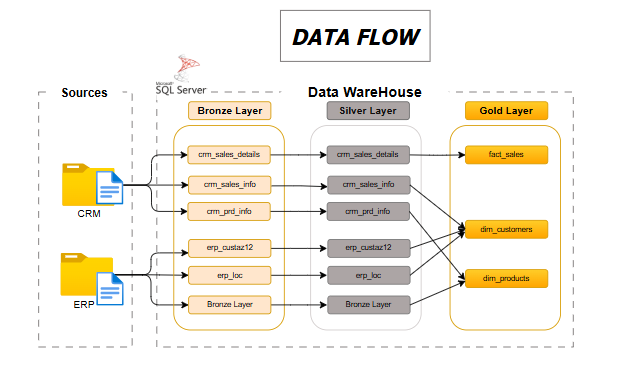 DATA FLOW
Sources
Microsoft
SQL Server
Data WareHouse
Bronze Layer
Silver Layer
Gold Layer
crm_sales_details
crm_sales_details
fact_sales
crm_sales_info
crm_sales_info
CRM
crm_prd_info
crm_prd_info
dim_customers
erp_custaz12
erp_custaz12
erp_loc
erp_loc
dim_products
ERP
Bronze Layer
Bronze Layer